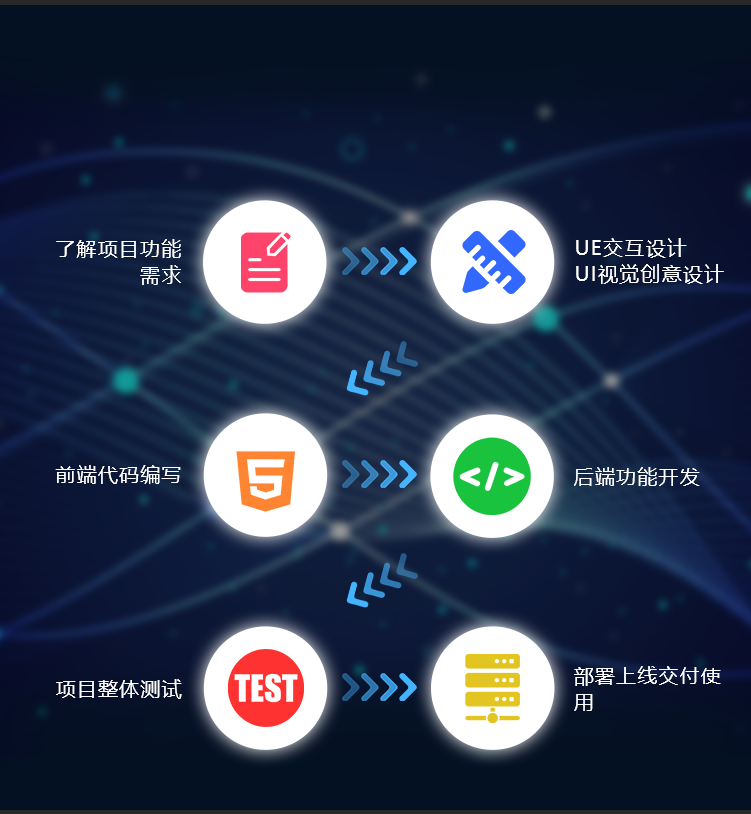 了解项目功能
需求
UE交互设计
UI视觉创意设计
前端代码编写
5
</>
后端功能开发
项目整体测试
TEST
部署上线交付使
用